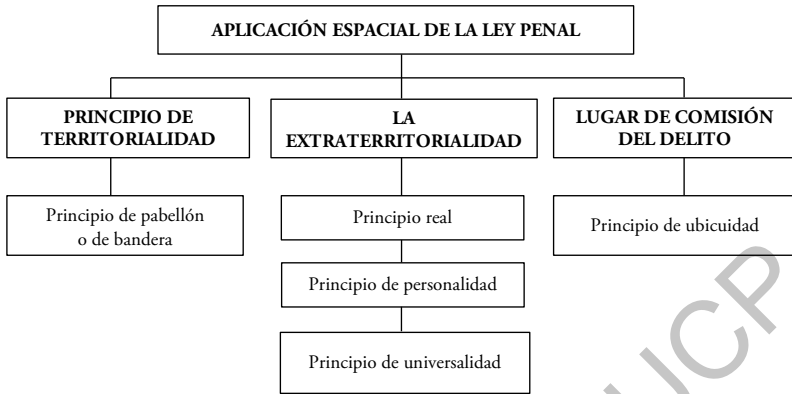 APLICACIÓN ESPACIAL DE LA LEY PENAL
PRINCIPIO DE
TERRITORIALIDAD
Principio de pabellón
o de bandera
LA
EXTRATERRITORIALIDAD
Principio real
Principio de personalidad
Principio de universalidad
LUGAR DE COMISIÓN
DEL DELITO
Principio de ubicuidad
UCP